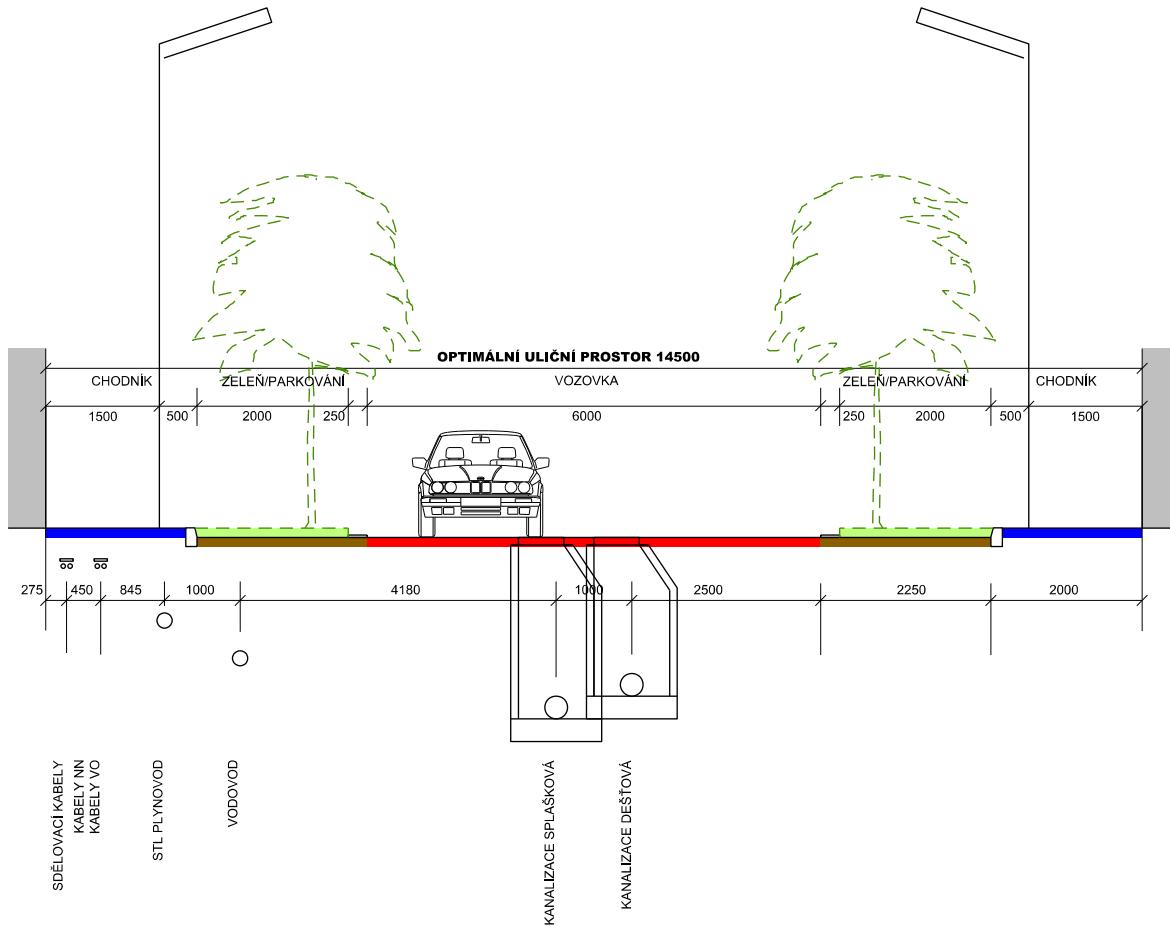 OPTIMÁLNÍ ULIČNÍ PROSTOR 14500
CHODNÍK ZELEŇ/PARKOVÁNÍ VOZOVKA ZELEŇ/PARKOVÁNÍ CHODNÍK
1500 500 2000 250 6000 250 2000 500 1500
275 450 845 1000 4180 1000 2500 2250 2000
SDĚLOVACÍ KABELY
KABELY NN
KABELY VO
STL PLYNOVOD
VODOVOD
KANALIZACE SPLAŠKOVÁ
KANALIZACE DEŠŤOVÁ